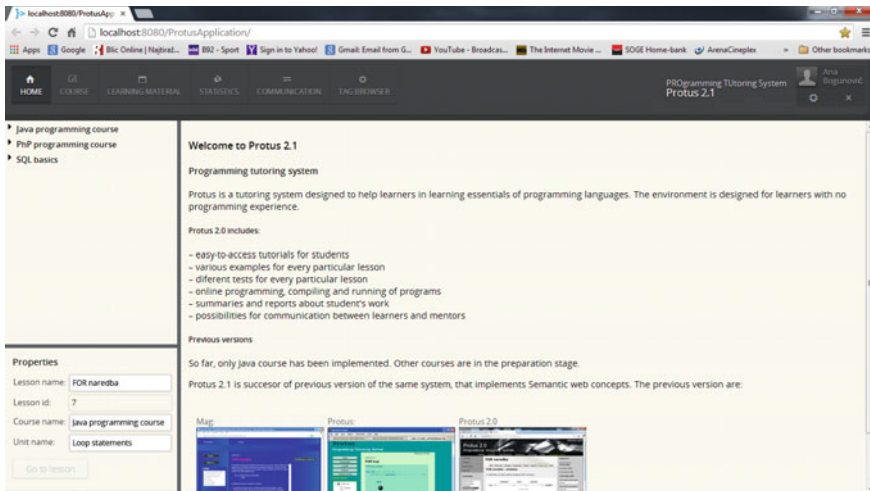 localhost:8080/ProtusApp
localhost:8080/ProtusApplication/
Apps Google Blic Online | Najtiraž... B92 - Sport Sign in to Yahoo! Gmail: Email from G... YouTube - Broadcas... The Internet Movie ... SOGE Home-bank ArenaCineplex » Other bookmarks
HOME COURSE LEARNING MATERIAL STATISTICS COMMUNICATION TAG BROWSER
PROgramming TUtoring System
Protus 2.1
Ana
Bogunović
Java programming course
PhP programming course
SQL basics
Welcome to Protus 2.1
Programming tutoring system
Protus is a tutoring system designed to help learners in learning essentials of programming languages. The environment is designed for learners with no
programming experience.
Protus 2.0 includes:
– easy-to-access tutorials for students
– various examples for every particular lesson
– diferent tests for every particular lesson
– online programming, compiling and running of programs
– summaries and reports about student's work
– possibilities for communication between learners and mentors
Previous versions
So far, only Java course has been implemented. Other courses are in the preparation stage.
Protus 2.1 is succesor of previous version of the same system, that implements Semantic web concepts. The previous version are:
Mag: Protus: Protus 2.0
Protus
Protus 2.0
Properties
Lesson name: FOR naredba
Lesson id: 7
Course name: Java programming course
Unit name: Loop statements
Go to lesson